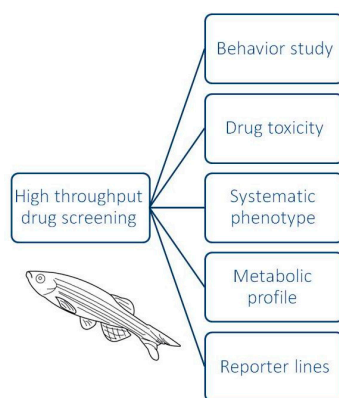 Behavior study
Drug toxicity
High throughput
drug screening
Systematic
phenotype
Metabolic
profile
Reporter lines